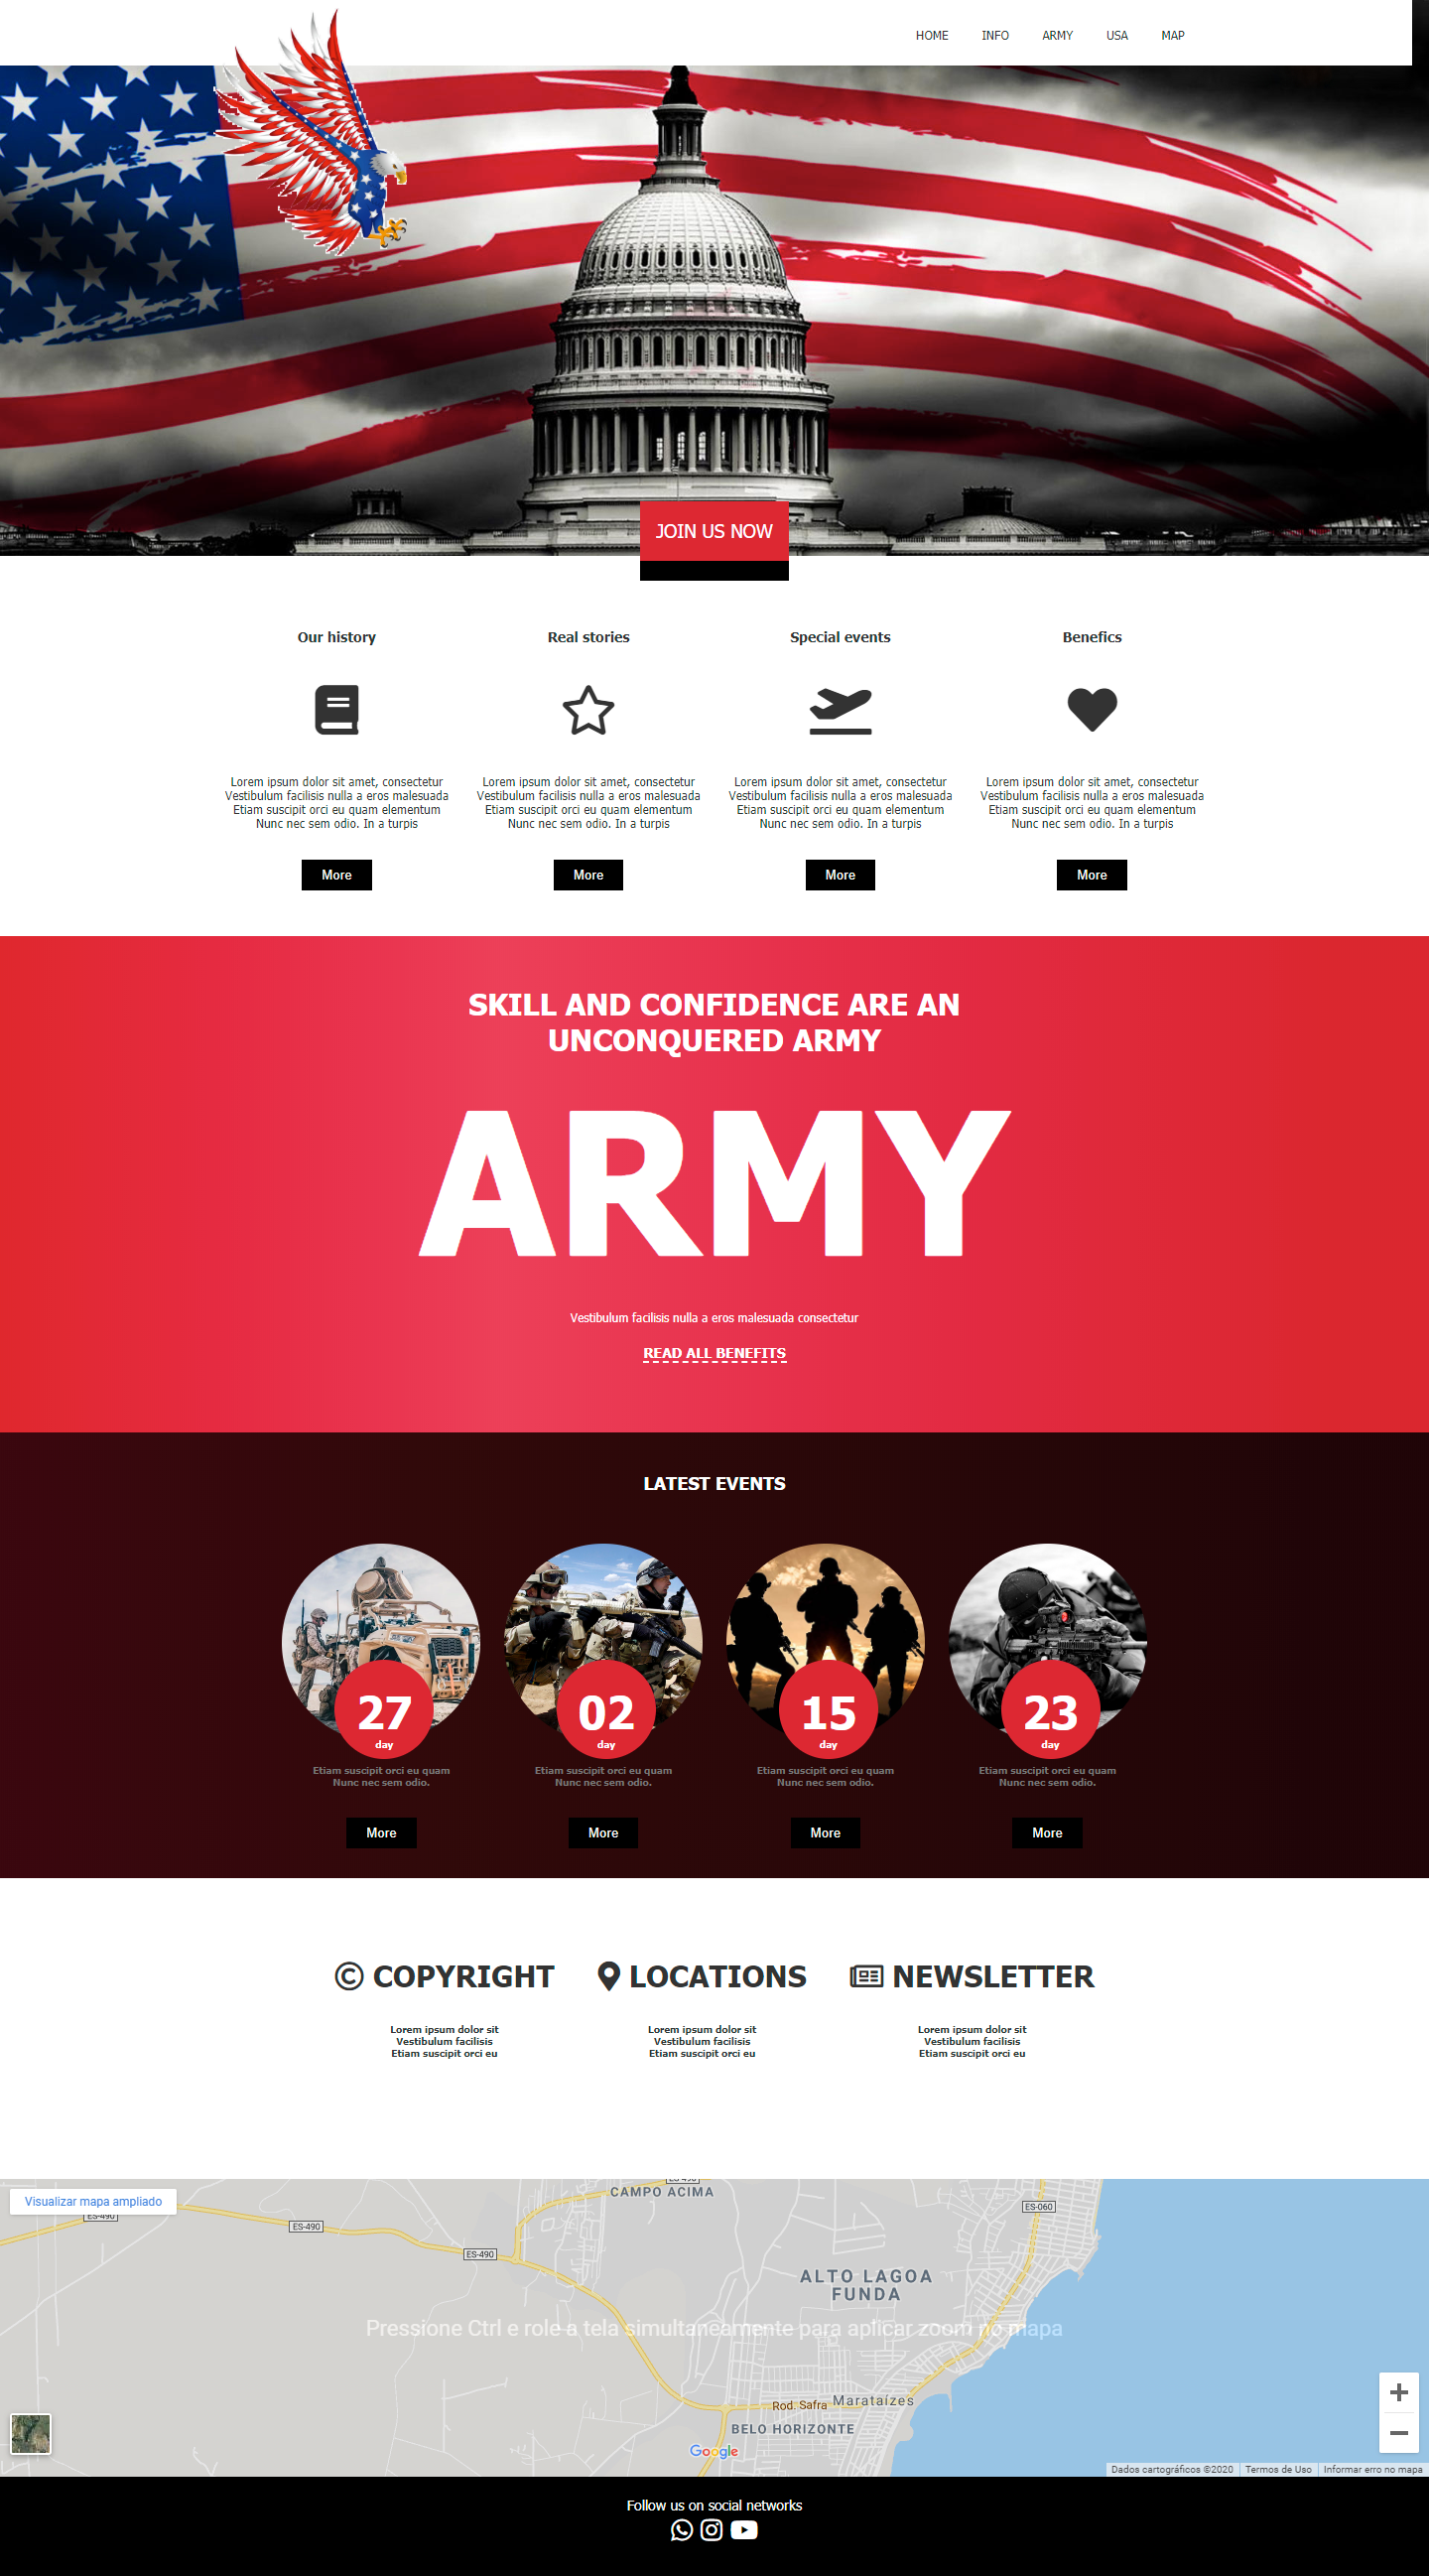 HOME INFO ARMY USA MAP
JOIN US NOW
Our history
Real stories
Special events
Benefics
Lorem ipsum dolor sit amet, consectetur
Vestibulum facilisis nulla a eros malesuada
Etiam suscipit orci eu quam elementum
Nunc nec sem odio. In a turpis
Lorem ipsum dolor sit amet, consectetur
Vestibulum facilisis nulla a eros malesuada
Etiam suscipit orci eu quam elementum
Nunc nec sem odio. In a turpis
Lorem ipsum dolor sit amet, consectetur
Vestibulum facilisis nulla a eros malesuada
Etiam suscipit orci eu quam elementum
Nunc nec sem odio. In a turpis
Lorem ipsum dolor sit amet, consectetur
Vestibulum facilisis nulla a eros malesuada
Etiam suscipit orci eu quam elementum
Nunc nec sem odio. In a turpis
More
More
More
More
SKILL AND CONFIDENCE ARE AN
UNCONQUERED ARMY
ARMY
Vestibulum facilisis nulla a eros malesuada consectetur
READ ALL BENEFITS
LATEST EVENTS
27
day
02
day
15
day
23
day
Etiam suscipit orci eu quam
Nunc nec sem odio.
Etiam suscipit orci eu quam
Nunc nec sem odio.
Etiam suscipit orci eu quam
Nunc nec sem odio.
Etiam suscipit orci eu quam
Nunc nec sem odio.
More
More
More
More
© COPYRIGHT
LOCATIONS
NEWSLETTER
Lorem ipsum dolor sit
Vestibulum facilisis
Etiam suscipit orci eu
Lorem ipsum dolor sit
Vestibulum facilisis
Etiam suscipit orci eu
Lorem ipsum dolor sit
Vestibulum facilisis
Etiam suscipit orci eu
Visualizar mapa ampliado
ES-490
CAMPO ACIMA
ES-060
ES-490
ES-490
ES-490
ALTO LAGOA
FUNDA
Pressione Ctrl e role a tela simultaneamente para aplicar zoom no mapa
Rod. Safra
Marataízes
BELO HORIZONTE
Google
Dados cartográficos ©2020
Termos de Uso
Informar erro no mapa
Follow us on social networks